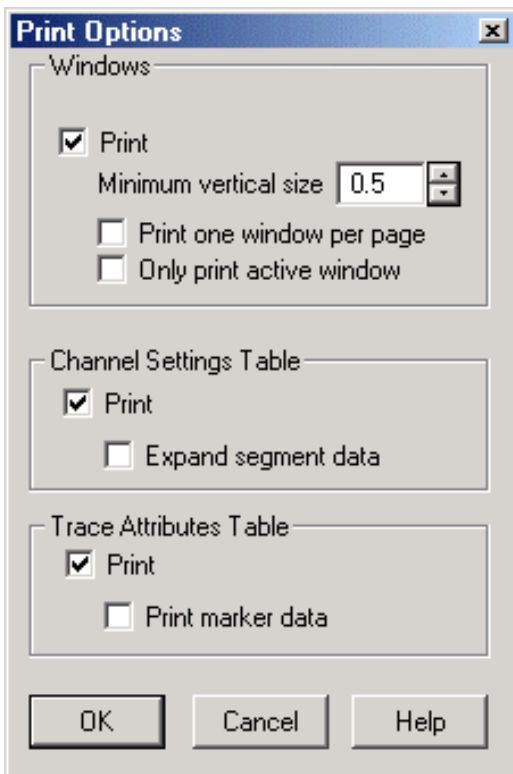 Print Options
Windows
Print
Minimum vertical size 0.5
Print one window per page
Only print active window
Channel Settings Table
Print
Expand segment data
Trace Attributes Table
Print
Print marker data
OK Cancel Help